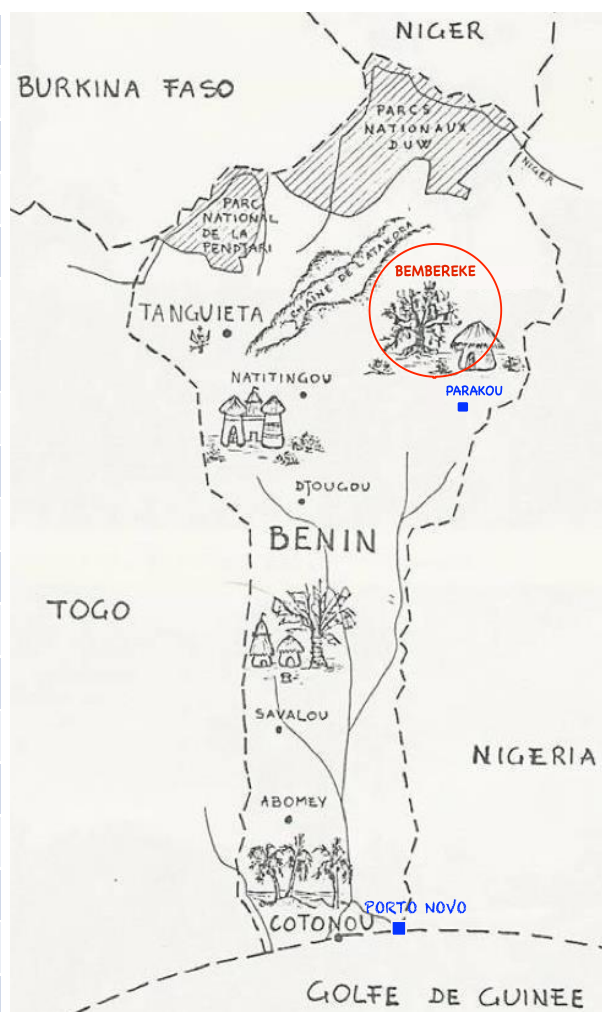 NIGER
BURKINA FASO
PARCS
NATIONAUX
DUW
NIGER
PARC
NATIONAL
DE LA
PENDJARI
CHAINE DE L'ATAKORA
BEMBEREKE
TANGUIETA
NATITINGOU
PARAKOU
DJOUGOU
BENIN
TOGO
B-
SAVALOU
NIGERIA
ABOMEY
PORTO NOVO
COTONOU
GOLFE DE GUINEE